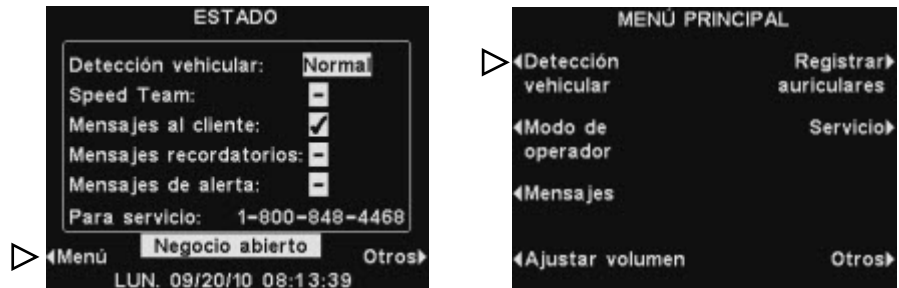 ESTADO
Detección vehicular: Normal
Speed Team: –
Mensajes al cliente: ✓
Mensajes recordatorios: –
Mensajes de alerta: –
Para servicio: 1-800-848-4468
Negocio abierto
Menú Otros
LUN. 09/20/10 08:13:39
MENÚ PRINCIPAL
Detección Registrar
vehicular auriculares
Modo de Servicio
operador
Mensajes
Ajustar volumen Otros